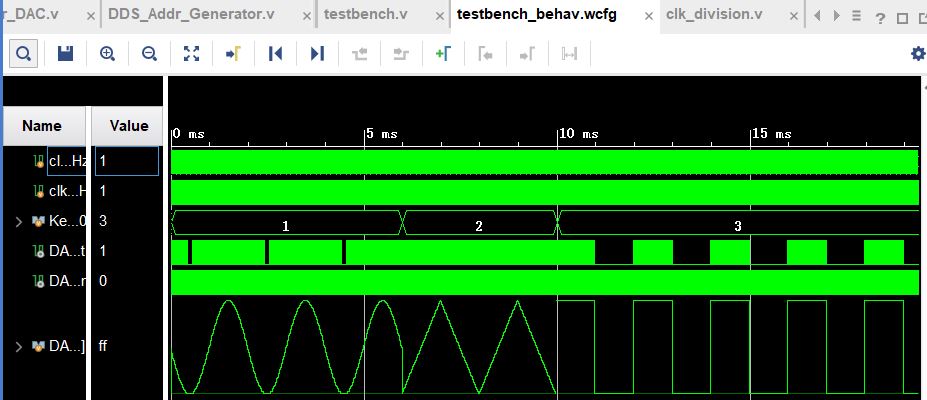 r_DAC.v × DDS_Addr_Generator.v × testbench.v × testbench_behav.wcfg × clk_division.v × ?
Name Value
0 ms 5 ms 10 ms 15 ms
cl...Hz 1
clk...H 1
Ke...0 3 1 2 3
DA...t 1
DA...r 0
DA...] ff